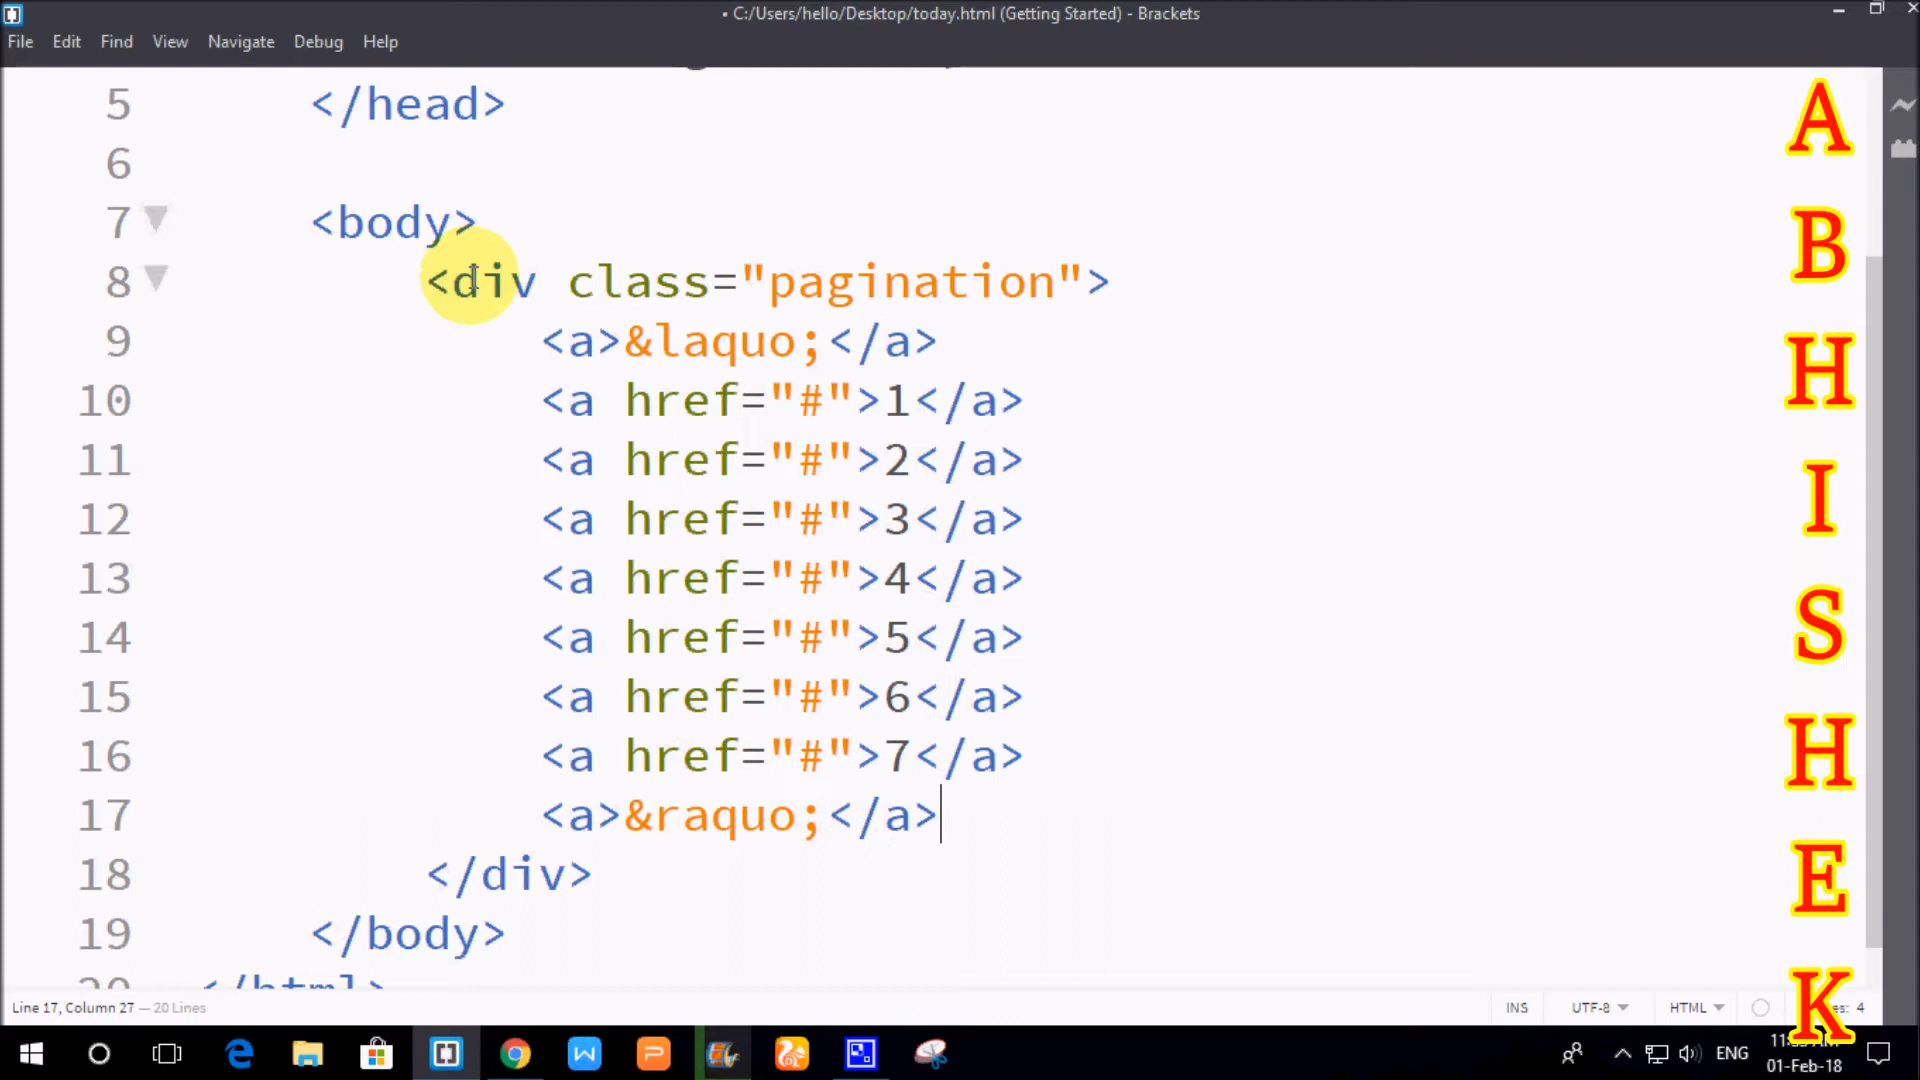 • C:/Users/hello/Desktop/today.html (Getting Started) - Brackets
File Edit Find View Navigate Debug Help
5 </head>
6
7 <body>
8 <div class="pagination">
9 <a>&laquo;</a>
10 <a href="#">1</a>
11 <a href="#">2</a>
12 <a href="#">3</a>
13 <a href="#">4</a>
14 <a href="#">5</a>
15 <a href="#">6</a>
16 <a href="#">7</a>
17 <a>&raquo;</a>
18 </div>
19 </body>
20 </html>
A
B
H
I
S
H
E
K
Line 17, Column 27 — 20 Lines
INS UTF-8 HTML 4
ENG
01-Feb-18